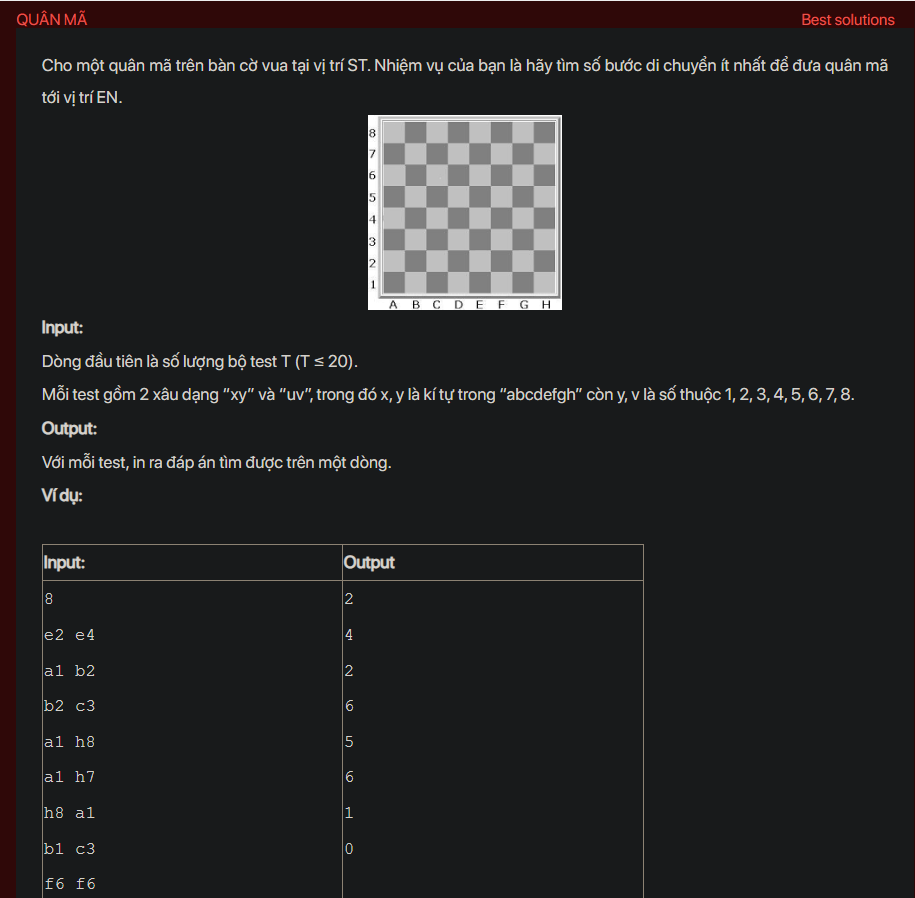 QUÂN MÃ
Best solutions
Cho một quân mã trên bàn cờ vua tại vị trí ST. Nhiệm vụ của bạn là hãy tìm số bước di chuyển ít nhất để đưa quân mã
tới vị trí EN.
8
7
6
5
4
3
2
1
A B C D E F G H
Input:
Dòng đầu tiên là số lượng bộ test T (T ≤ 20).
Mỗi test gồm 2 xâu dạng “xy” và “uv”, trong đó x, y là kí tự trong “abcdefgh” còn y, v là số thuộc 1, 2, 3, 4, 5, 6, 7, 8.
Output:
Với mỗi test, in ra đáp án tìm được trên một dòng.
Ví dụ:
Input:
Output
8
e2 e4
a1 b2
b2 c3
a1 h8
a1 h7
h8 a1
b1 c3
f6 f6
2
4
2
6
5
6
1
0